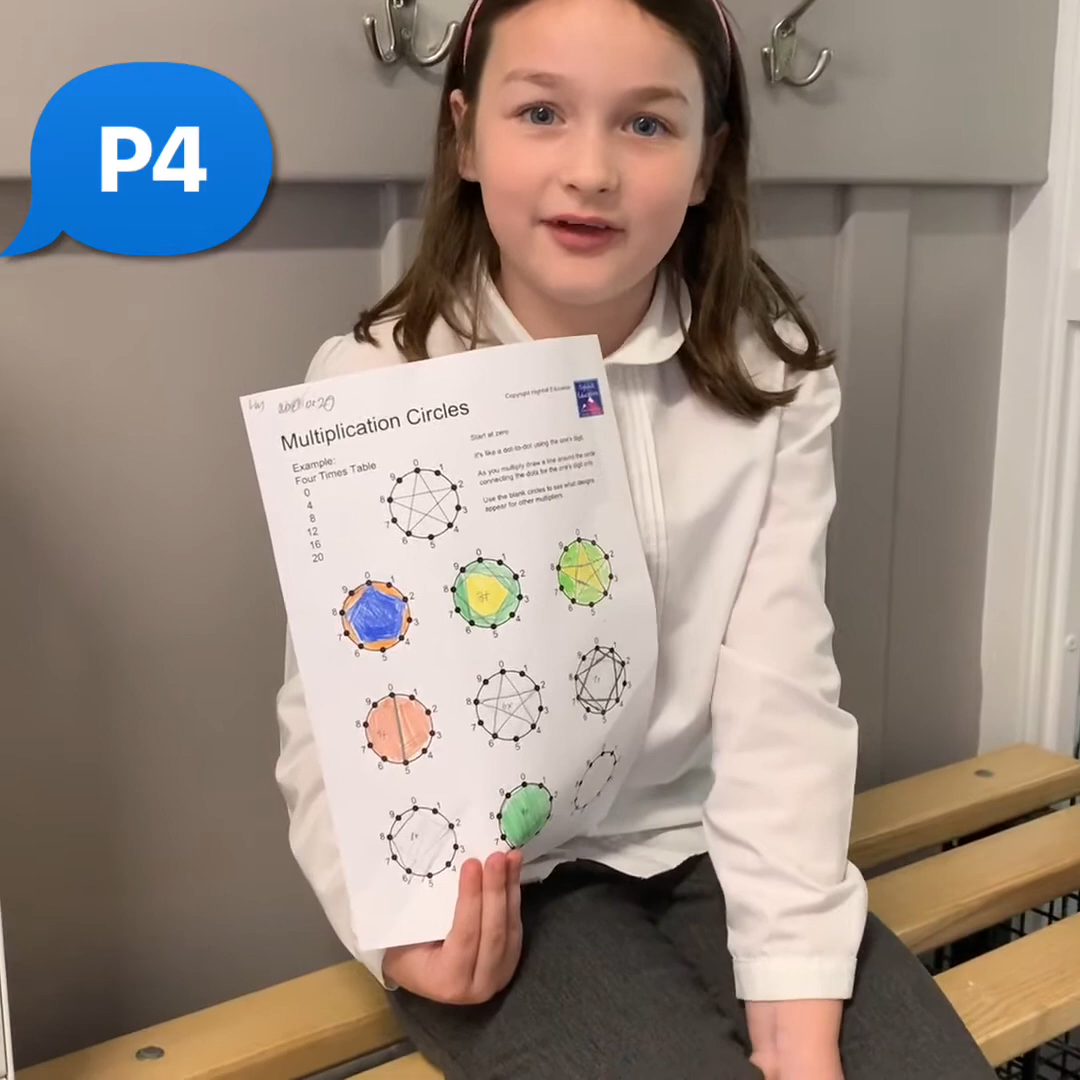 P4
Copyright Highhill Education
Multiplication Circles
Example:
Four Times Table
0
4
8
12
16
20
Start at zero
It's like a dot-to-dot using the one's digit.
As you multiply draw a line around the circle
connecting the dots for the one's digit only
Use the blank circles to see what designs
appear for other multipliers